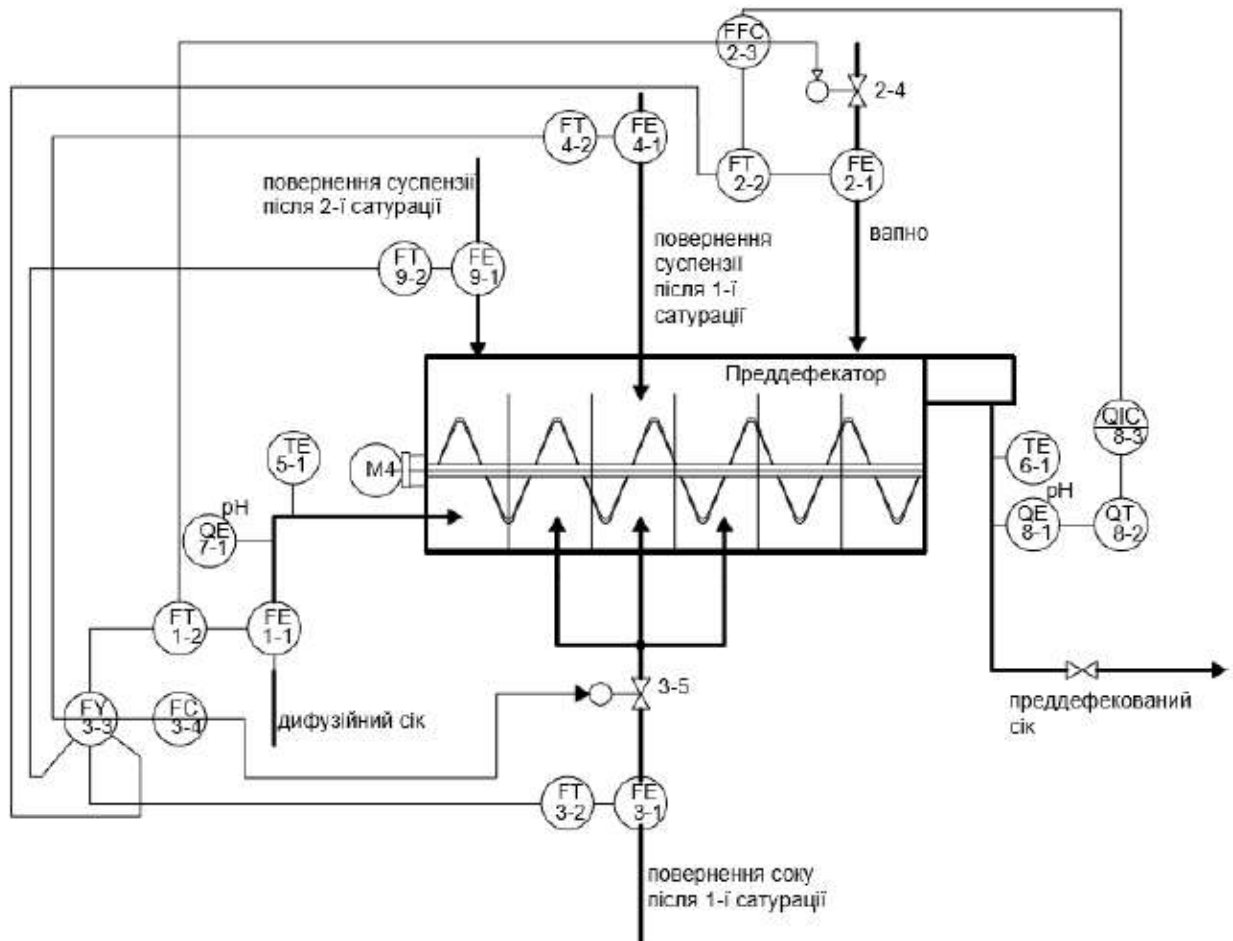 FFC
2-3
2-4
FT
4-2
FE
4-1
FT
2-2
FE
2-1
повернення суспензії
після 2-ї сатурації
повернення
суспензії
після 1-ї
сатурації
вапно
FT
9-2
FE
9-1
Преддефекатор
TE
5-1
M4
QIC
8-3
TE
6-1
pH
pH
QE
7-1
QE
8-1
QT
8-2
FT
1-2
FE
1-1
3-5
FY
3-3
FC
3-4
дифузійний сік
преддефекований
сік
FT
3-2
FE
3-1
повернення соку
після 1-ї сатурації